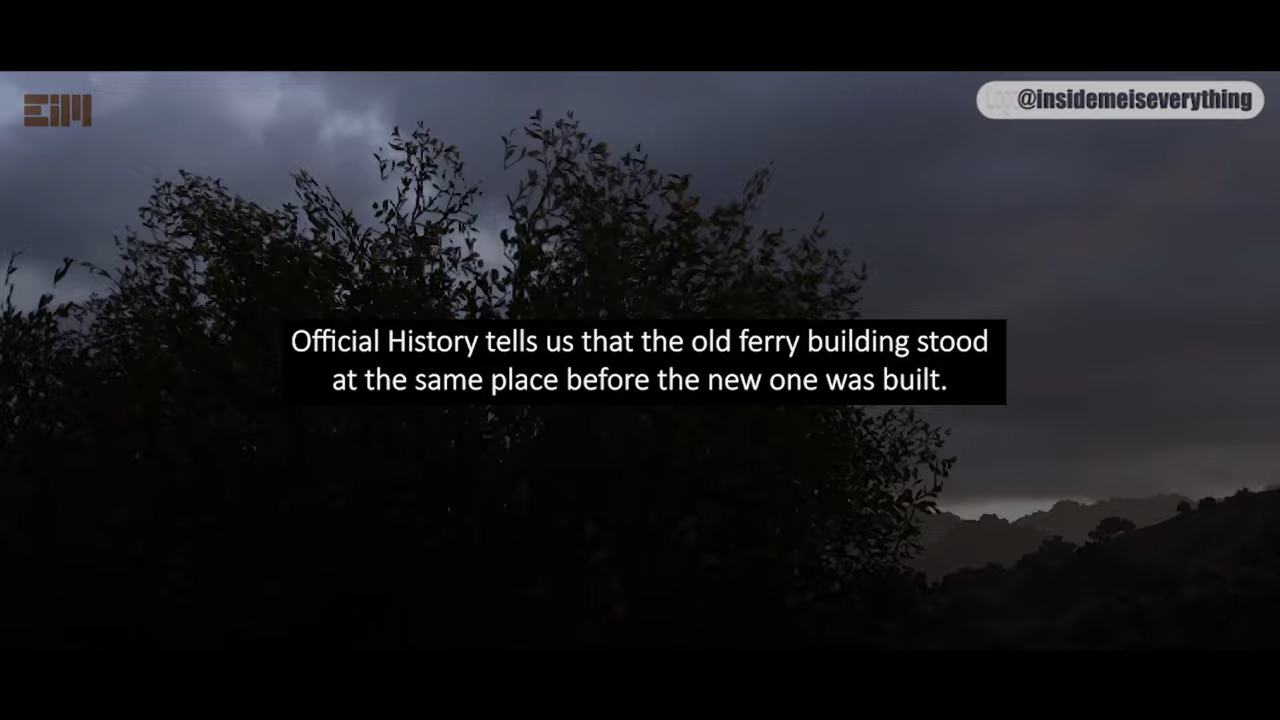 EiM
@insidemeiseverything
Official History tells us that the old ferry building stood
at the same place before the new one was built.